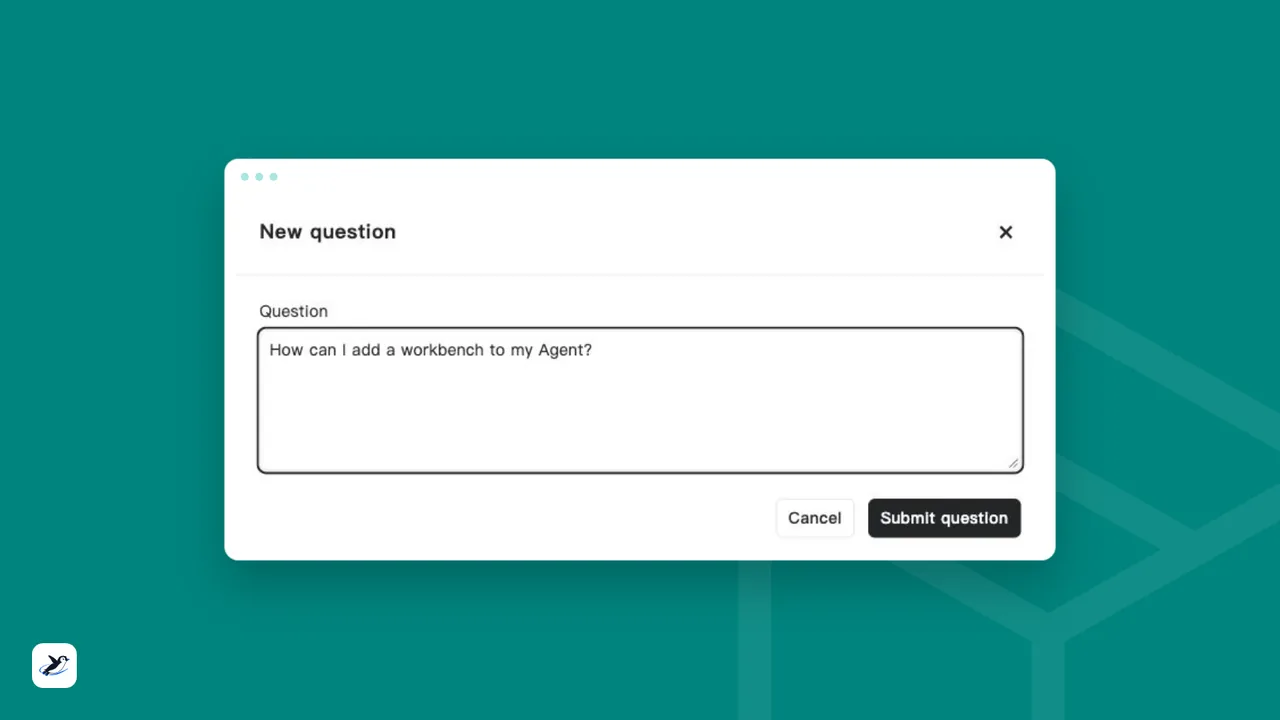 New question
Question
How can I add a workbench to my Agent?
Cancel
Submit question